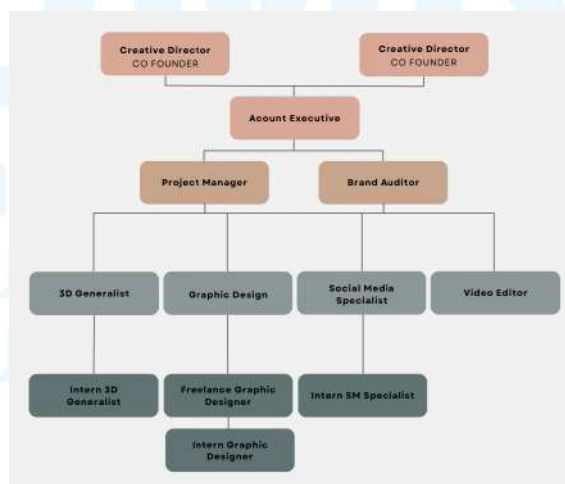 Creative Director
CO FOUNDER
Creative Director
CO FOUNDER
Acount Executive
Project Manager
Brand Auditor
3D Generalist
Graphic Design
Social Media
Specialist
Video Editor
Intern 3D
Generalist
Freelance Graphic
Designer
Intern SM Specialist
Intern Graphic
Designer